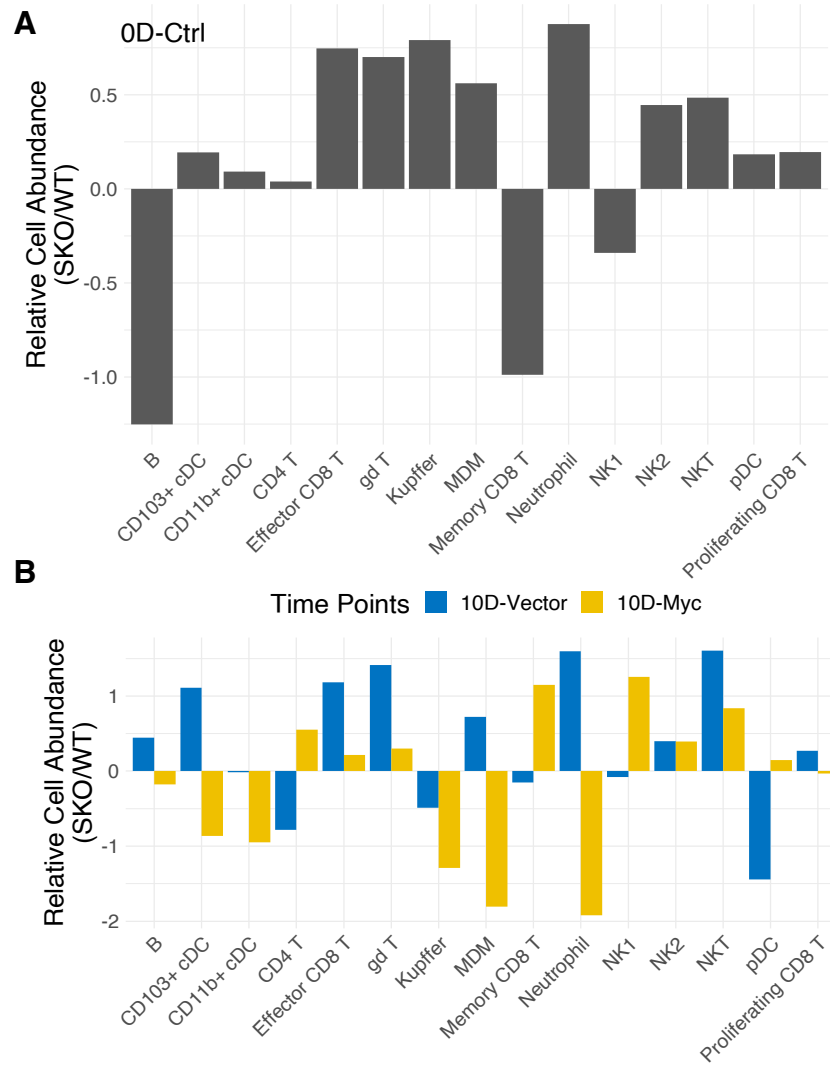 A
0D-Ctrl
Relative Cell Abundance
(SKO/WT)
0.5
0.0
-0.5
-1.0
B
CD103+ cDC
CD11b+ cDC
CD4 T
Effector CD8 T
gd T
Kupffer
MDM
Memory CD8 T
Neutrophil
NK1
NK2
NKT
pDC
Proliferating CD8 T
B
Time Points
10D-Vector
10D-Myc
Relative Cell Abundance
(SKO/WT)
1
0
-1
-2
B
CD103+ cDC
CD11b+ cDC
CD4 T
Effector CD8 T
gd T
Kupffer
MDM
Memory CD8 T
Neutrophil
NK1
NK2
NKT
pDC
Proliferating CD8 T